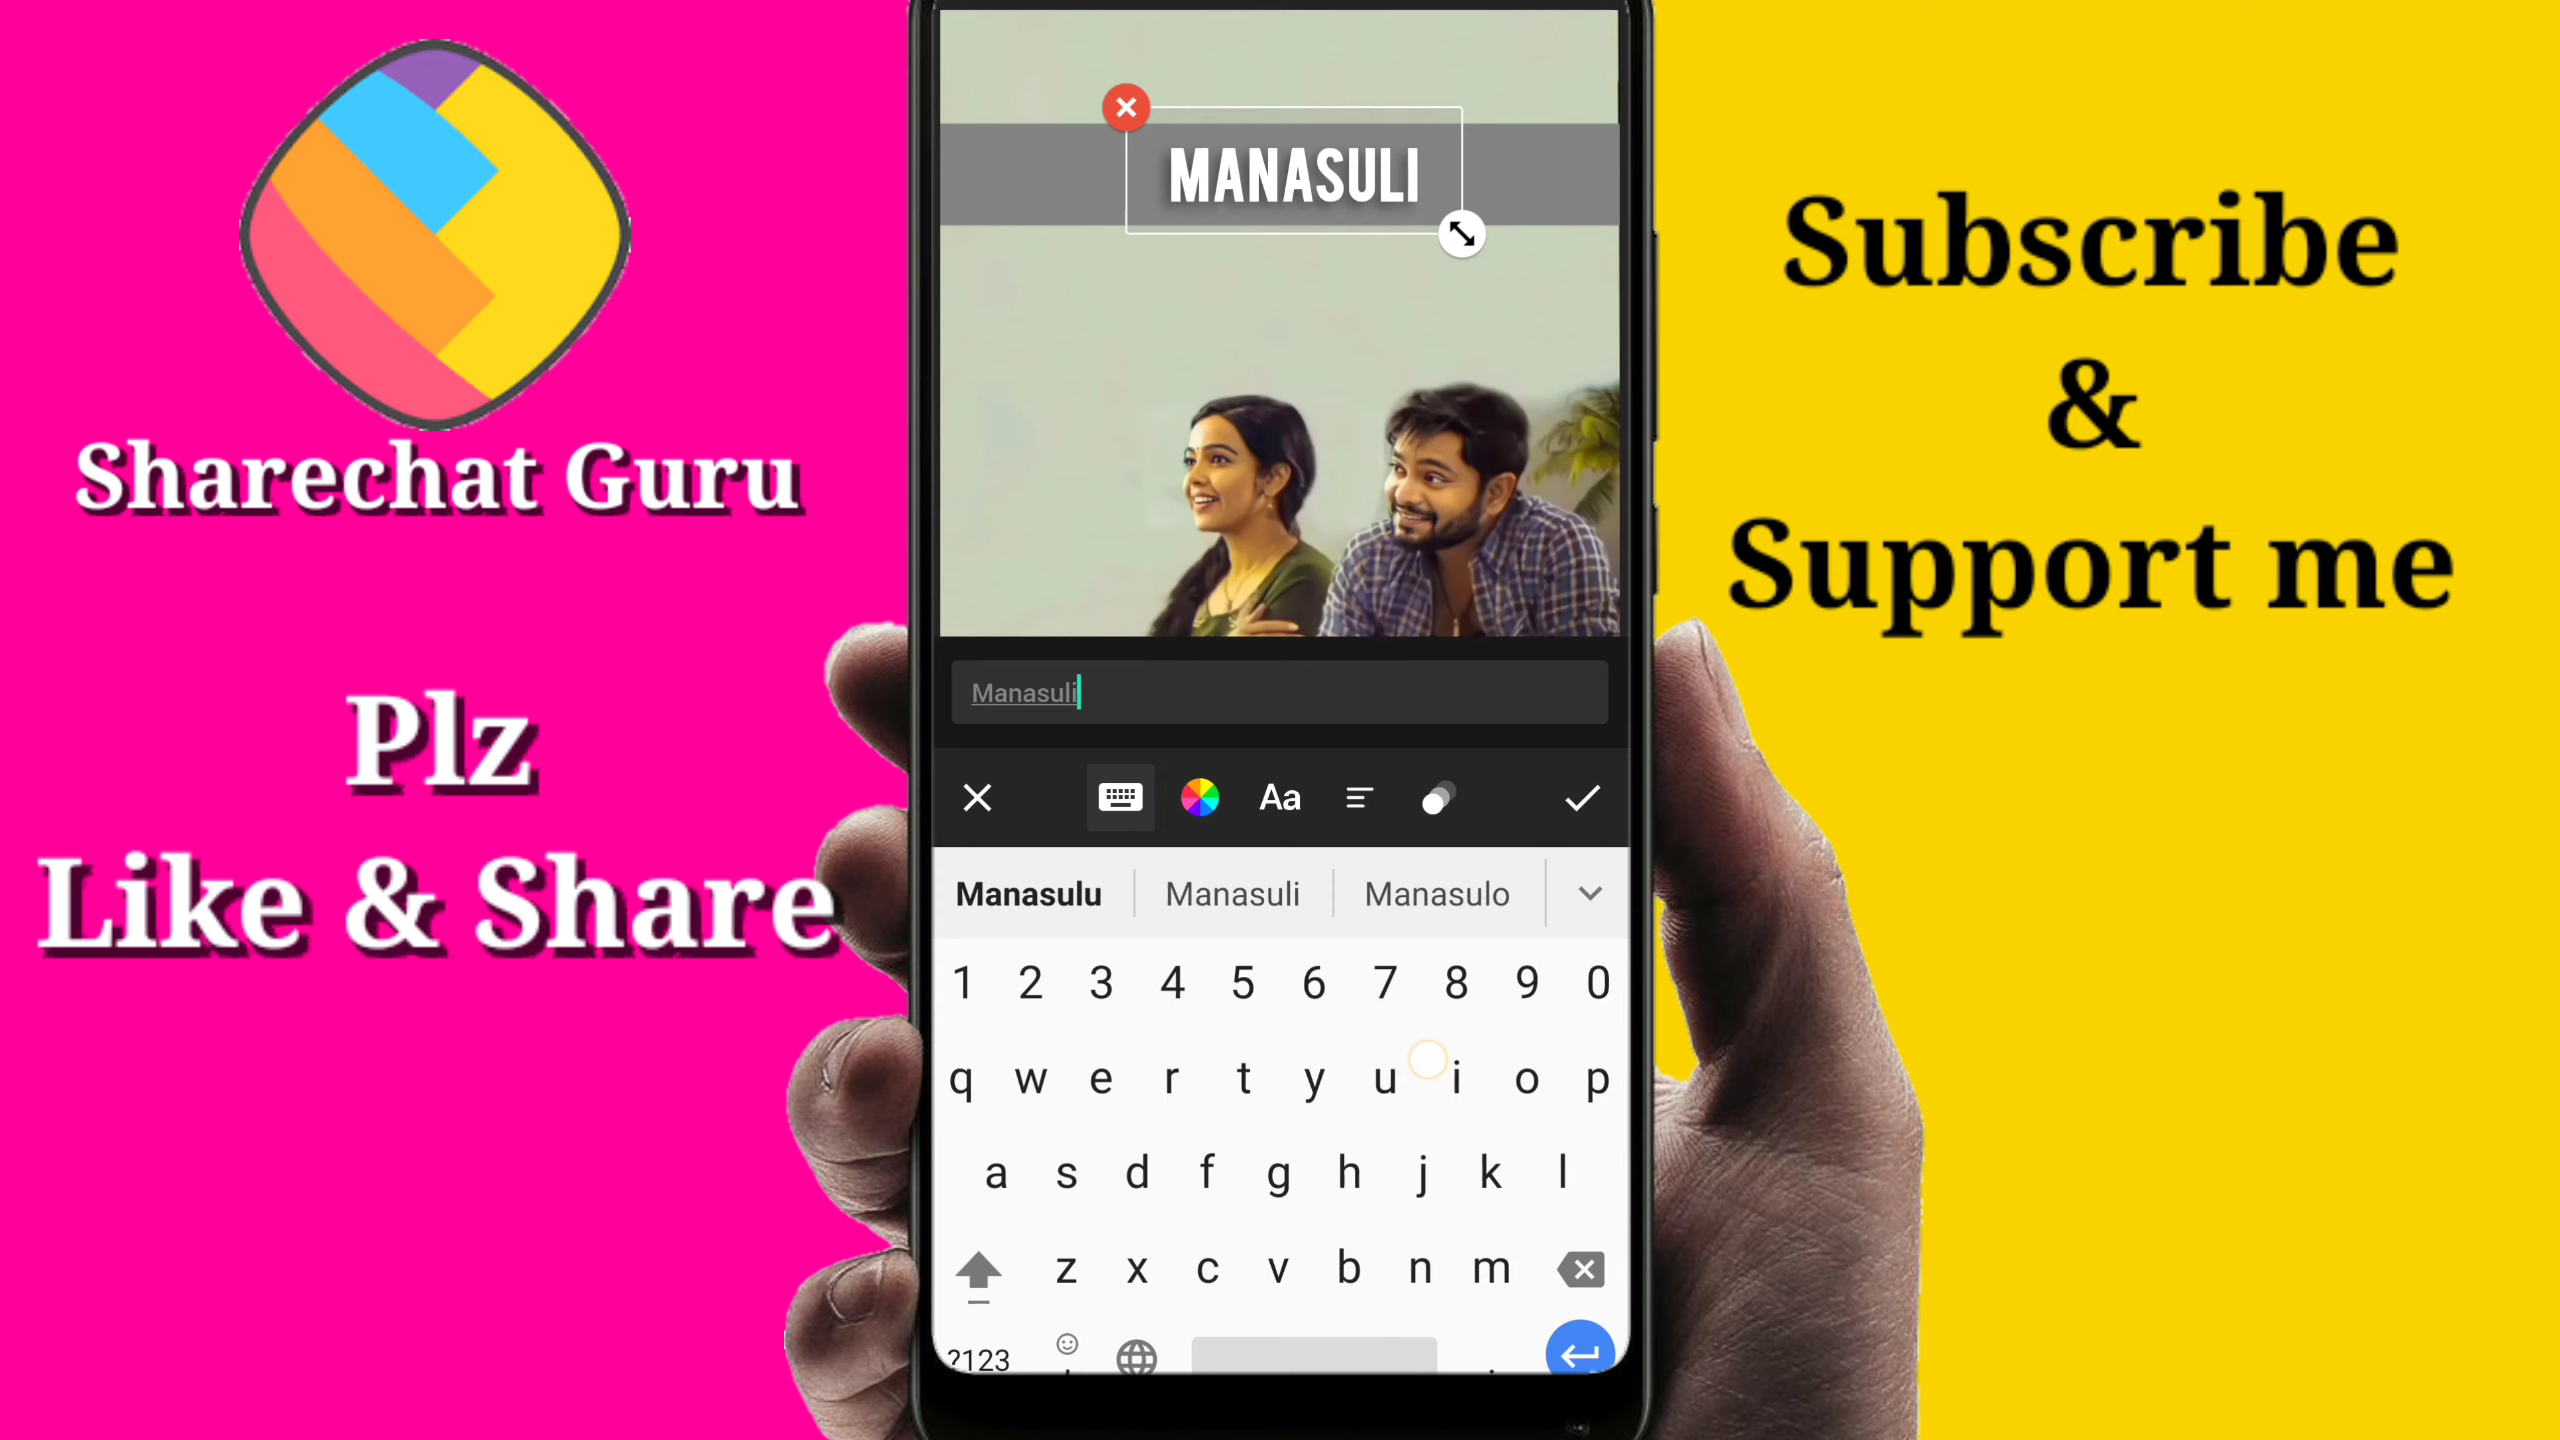 Sharechat Guru
Plz
Like & Share
MANASULI
Manasuli
Aa
Manasulu Manasuli Manasulo
1 2 3 4 5 6 7 8 9 0
q w e r t y u i o p
a s d f g h j k l
z x c v b n m
?123 , .
Subscribe
&
Support me